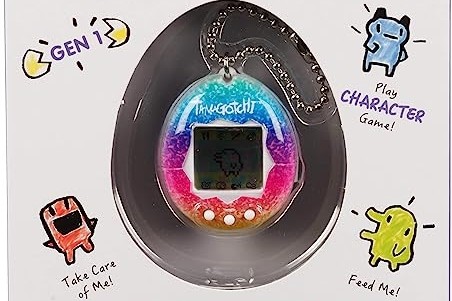 GEN 1
Play
CHARACTER
Game!
TAMAGOTCHI
Take Care
of Me!
Feed Me!